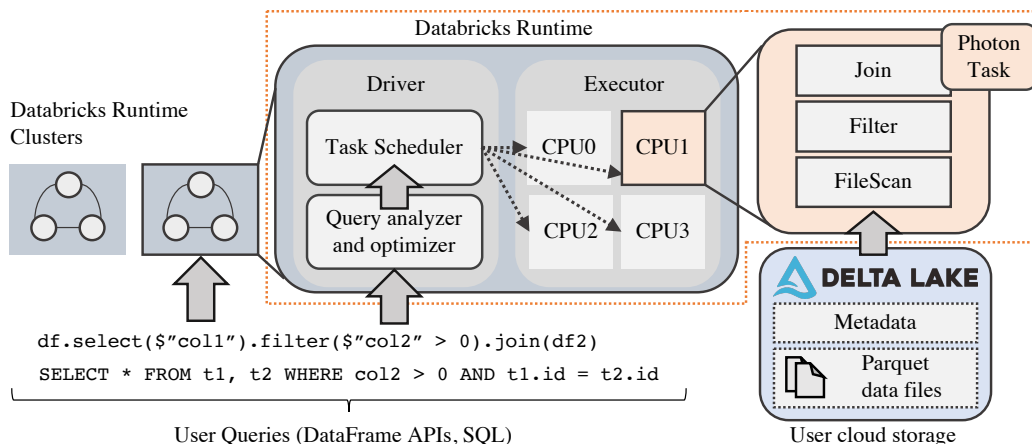 Databricks Runtime
Photon
Task
Driver
Executor
Join
Databricks Runtime
Clusters
Task Scheduler
CPU0
CPU1
Filter
FileScan
Query analyzer
and optimizer
CPU2
CPU3
DELTA LAKE
Metadata
Parquet
data files
df.select($”col1”).filter($”col2” > 0).join(df2)
SELECT * FROM t1, t2 WHERE col2 > 0 AND t1.id = t2.id
User Queries (DataFrame APIs, SQL)
User cloud storage